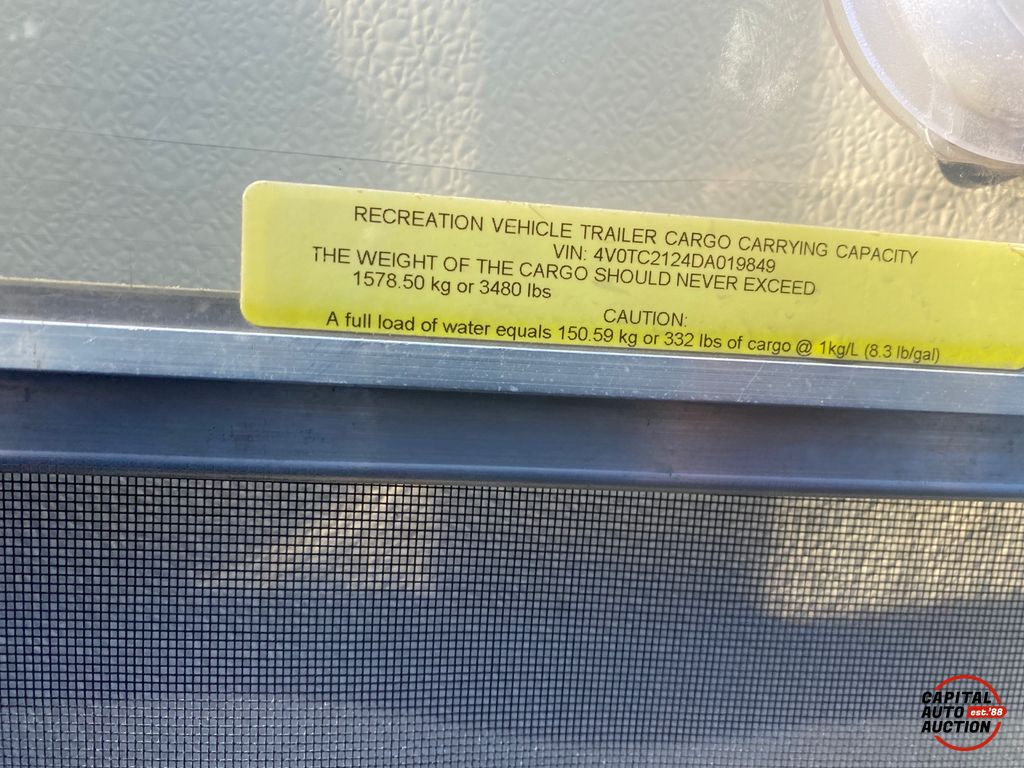 RECREATION VEHICLE TRAILER CARGO CARRYING CAPACITY
VIN: 4V0TC2124DA019849
THE WEIGHT OF THE CARGO SHOULD NEVER EXCEED
1578.50 kg or 3480 lbs
CAUTION:
A full load of water equals 150.59 kg or 332 lbs of cargo @ 1kg/L (8.3 lb/gal)
CAPITAL
AUTO est.'88
AUCTION